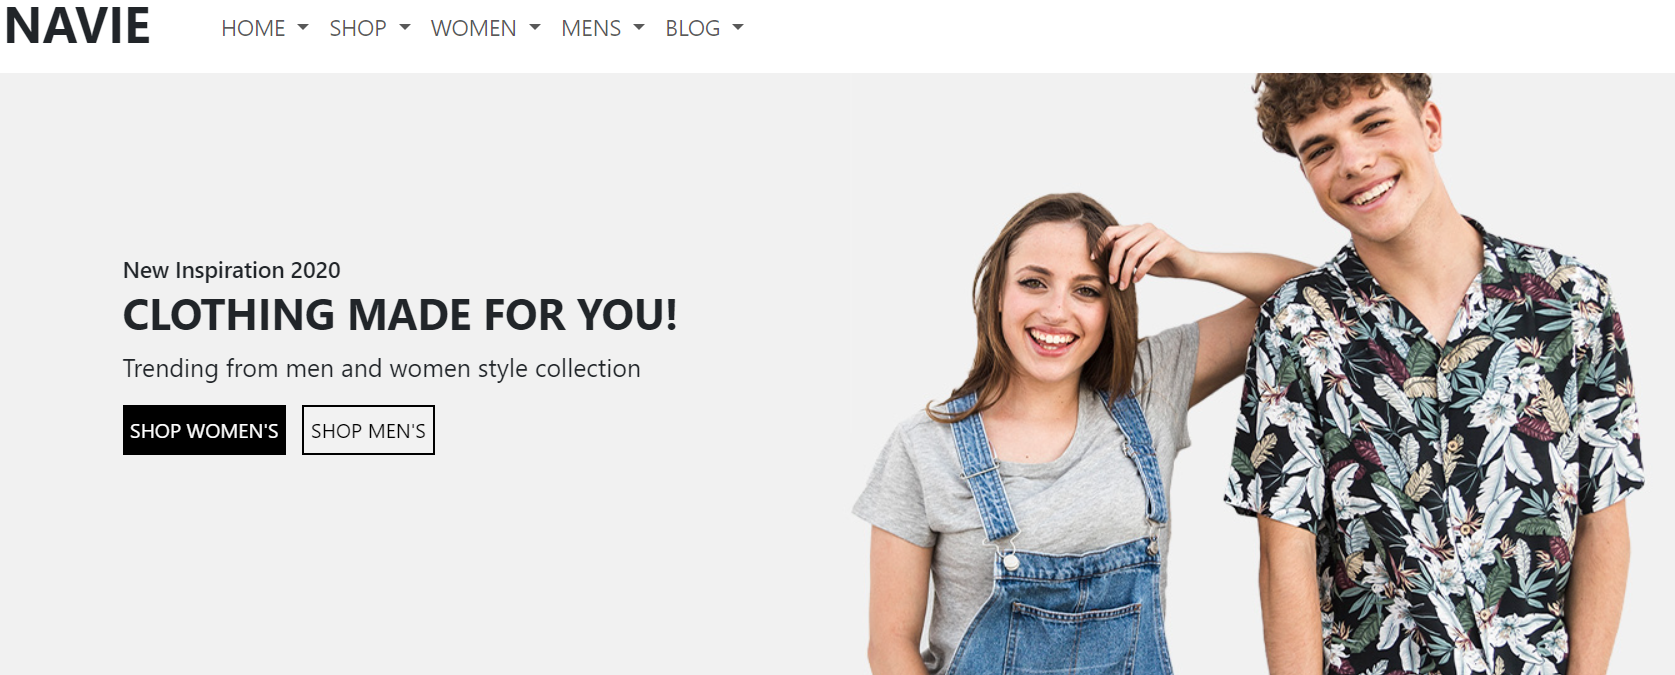 NAVIE HOME SHOP WOMEN MENS BLOG
New Inspiration 2020
CLOTHING MADE FOR YOU!
Trending from men and women style collection
SHOP WOMEN'S SHOP MEN'S